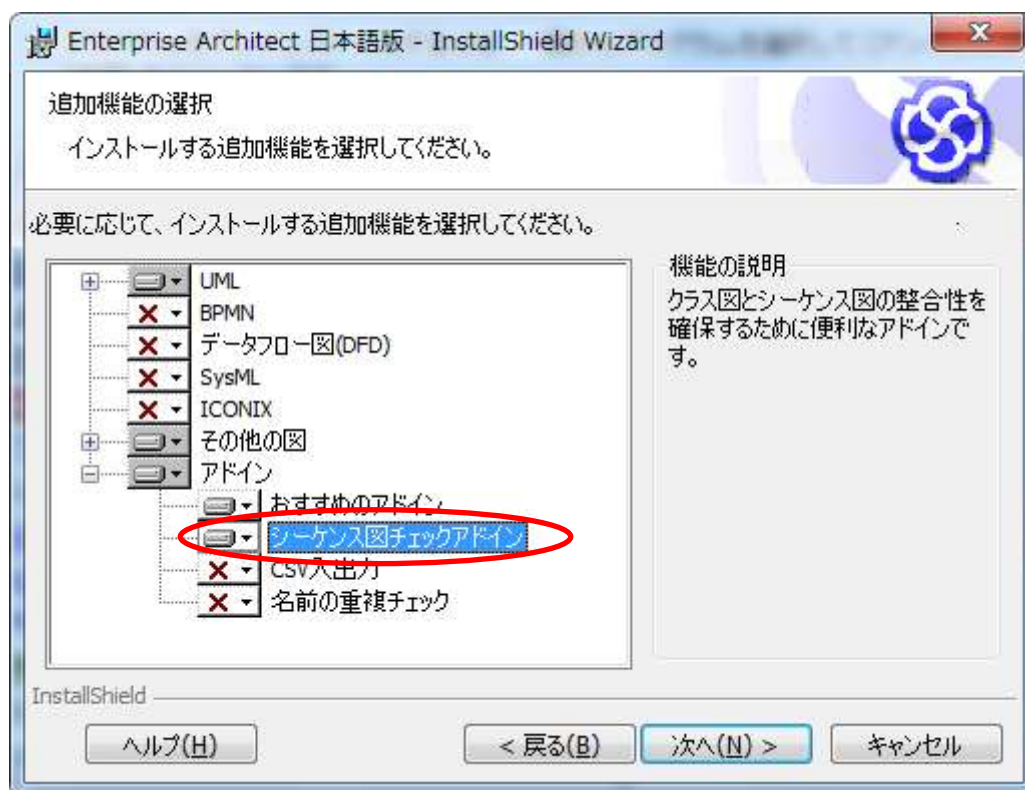 Enterprise Architect 日本語版 - InstallShield Wizard
追加機能の選択
インストールする追加機能を選択してください。
必要に応じて、インストールする追加機能を選択してください。
UML
BPMN
データフロー図(DFD)
SysML
ICONIX
その他の図
アドイン
おすすめのアドイン
シーケンス図チェックアドイン
CSV入出力
名前の重複チェック
機能の説明
クラス図とシーケンス図の整合性を
確保するために便利なアドインで
す。
InstallShield
ヘルプ(H)
< 戻る(B)
次へ(N) >
キャンセル